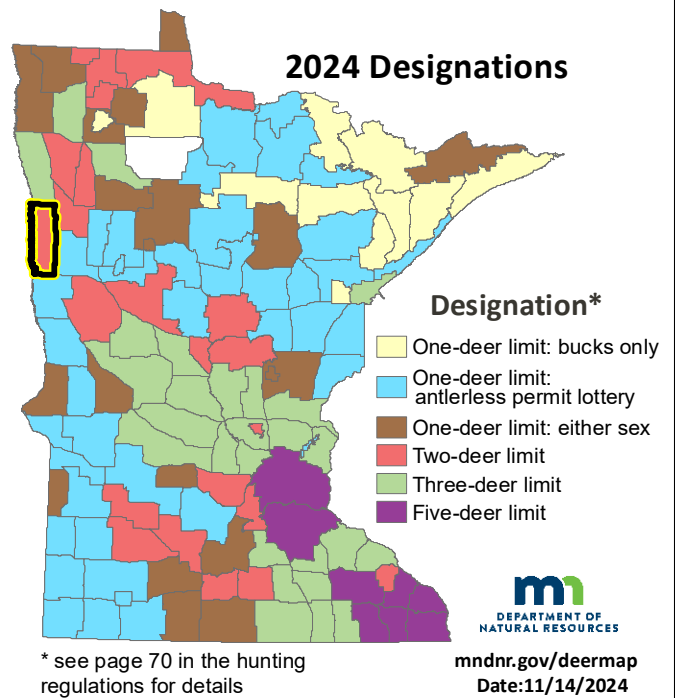 2024 Designations
Designation*
One-deer limit: bucks only
One-deer limit:
antlerless permit lottery
One-deer limit: either sex
Two-deer limit
Three-deer limit
Five-deer limit
mn
DEPARTMENT OF
NATURAL RESOURCES
* see page 70 in the hunting
regulations for details
mndnr.gov/deermap
Date:11/14/2024